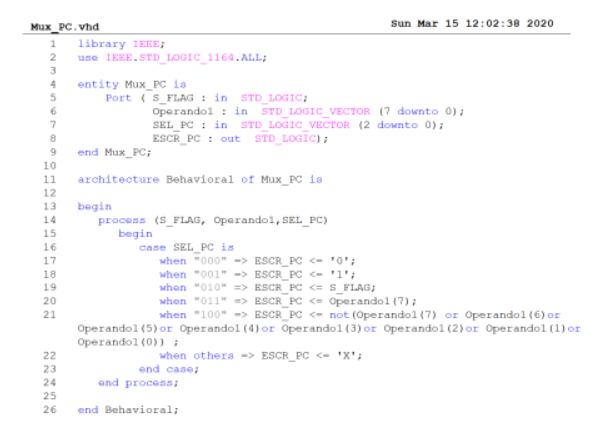 Mux_PC.vhd Sun Mar 15 12:02:38 2020
1 library IEEE;
2 use IEEE.STD_LOGIC_1164.ALL;
3
4 entity Mux_PC is
5 Port ( S_FLAG : in STD_LOGIC;
6 Operando1 : in STD_LOGIC_VECTOR (7 downto 0);
7 SEL_PC : in STD_LOGIC_VECTOR (2 downto 0);
8 ESCR_PC : out STD_LOGIC);
9 end Mux_PC;
10
11 architecture Behavioral of Mux_PC is
12
13 begin
14 process (S_FLAG, Operando1,SEL_PC)
15 begin
16 case SEL_PC is
17 when "000" => ESCR_PC <= '0';
18 when "001" => ESCR_PC <= '1';
19 when "010" => ESCR_PC <= S_FLAG;
20 when "011" => ESCR_PC <= Operando1(7);
21 when "100" => ESCR_PC <= not(Operando1(7) or Operando1(6)or
Operando1(5)or Operando1(4)or Operando1(3)or Operando1(2)or Operando1(1)or
Operando1(0)) ;
22 when others => ESCR_PC <= 'X';
23 end case;
24 end process;
25
26 end Behavioral;